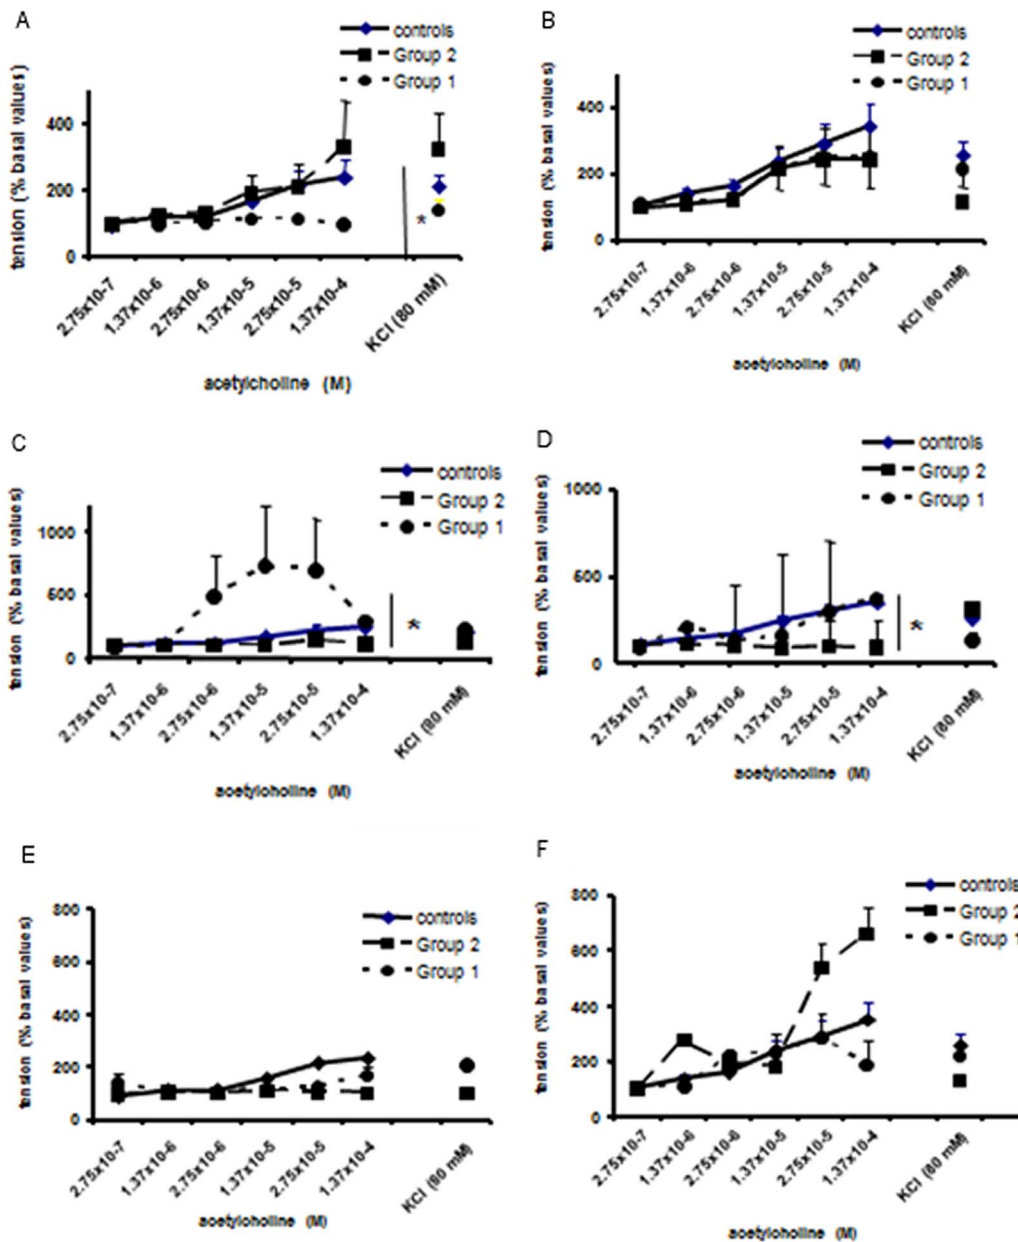 A
controls
Group 2
Group 1
tension (% basal values)
400
200
0
*
2.75x10-7
1.37x10-6
2.75x10-6
1.37x10-5
2.75x10-5
1.37x10-4
KCl (80 mM)
acetylcholine (M)
B
controls
Group 2
Group 1
tension (% basal values)
400
200
0
2.75x10-7
1.37x10-6
2.75x10-6
1.37x10-5
2.75x10-5
1.37x10-4
KCl (80 mM)
acetylcholine (M)
C
controls
Group 2
Group 1
tension (% basal values)
1000
500
0
*
2.75x10-7
1.37x10-6
2.75x10-6
1.37x10-5
2.75x10-5
1.37x10-4
KCl (80 mM)
acetylcholine (M)
D
controls
Group 2
Group 1
tension (% basal values)
1000
500
0
*
2.75x10-7
1.37x10-6
2.75x10-6
1.37x10-5
2.75x10-5
1.37x10-4
KCl (80 mM)
acetylcholine (M)
E
controls
Group 2
Group 1
tension (% basal values)
800
600
400
200
0
2.75x10-7
1.37x10-6
2.75x10-6
1.37x10-5
2.75x10-5
1.37x10-4
KCl (80 mM)
acetylcholine (M)
F
controls
Group 2
Group 1
tension (% basal values)
800
600
400
200
0
2.75x10-7
1.37x10-6
2.75x10-6
1.37x10-5
2.75x10-5
1.37x10-4
KCl (80 mM)
acetylcholine (M)